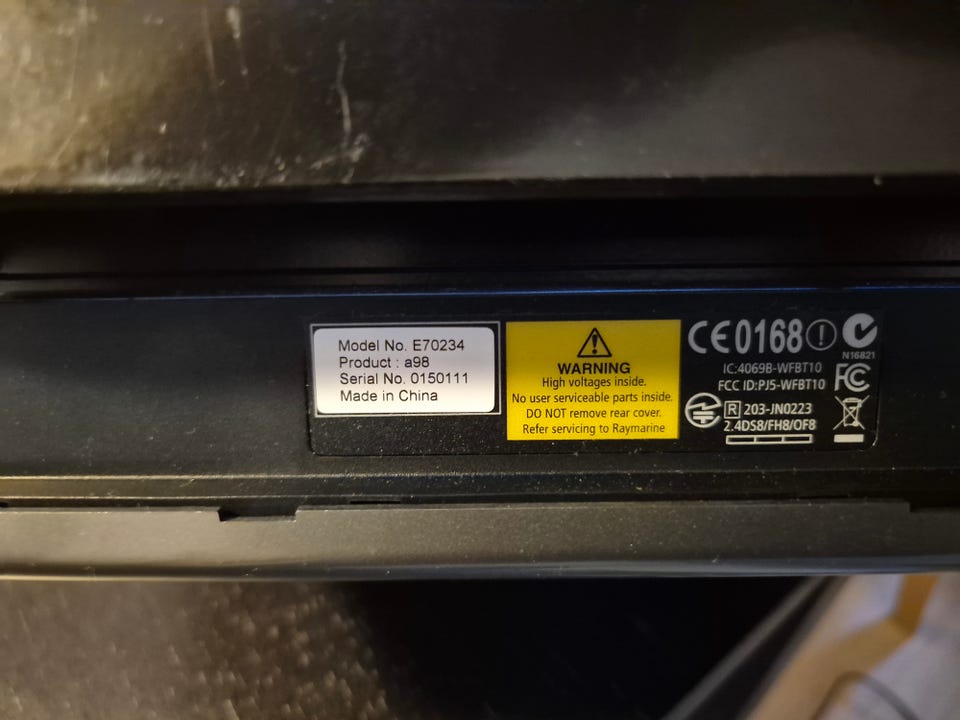 Model No. E70234
Product : a98
Serial No. 0150111
Made in China
WARNING
High voltages inside.
No user serviceable parts inside.
DO NOT remove rear cover.
Refer servicing to Raymarine
CE0168
N16821
IC:4069B-WFBT10
FCC ID:PJ5-WFBT10
FC
R 203-JN0223
2.4DS8/FH8/OF8